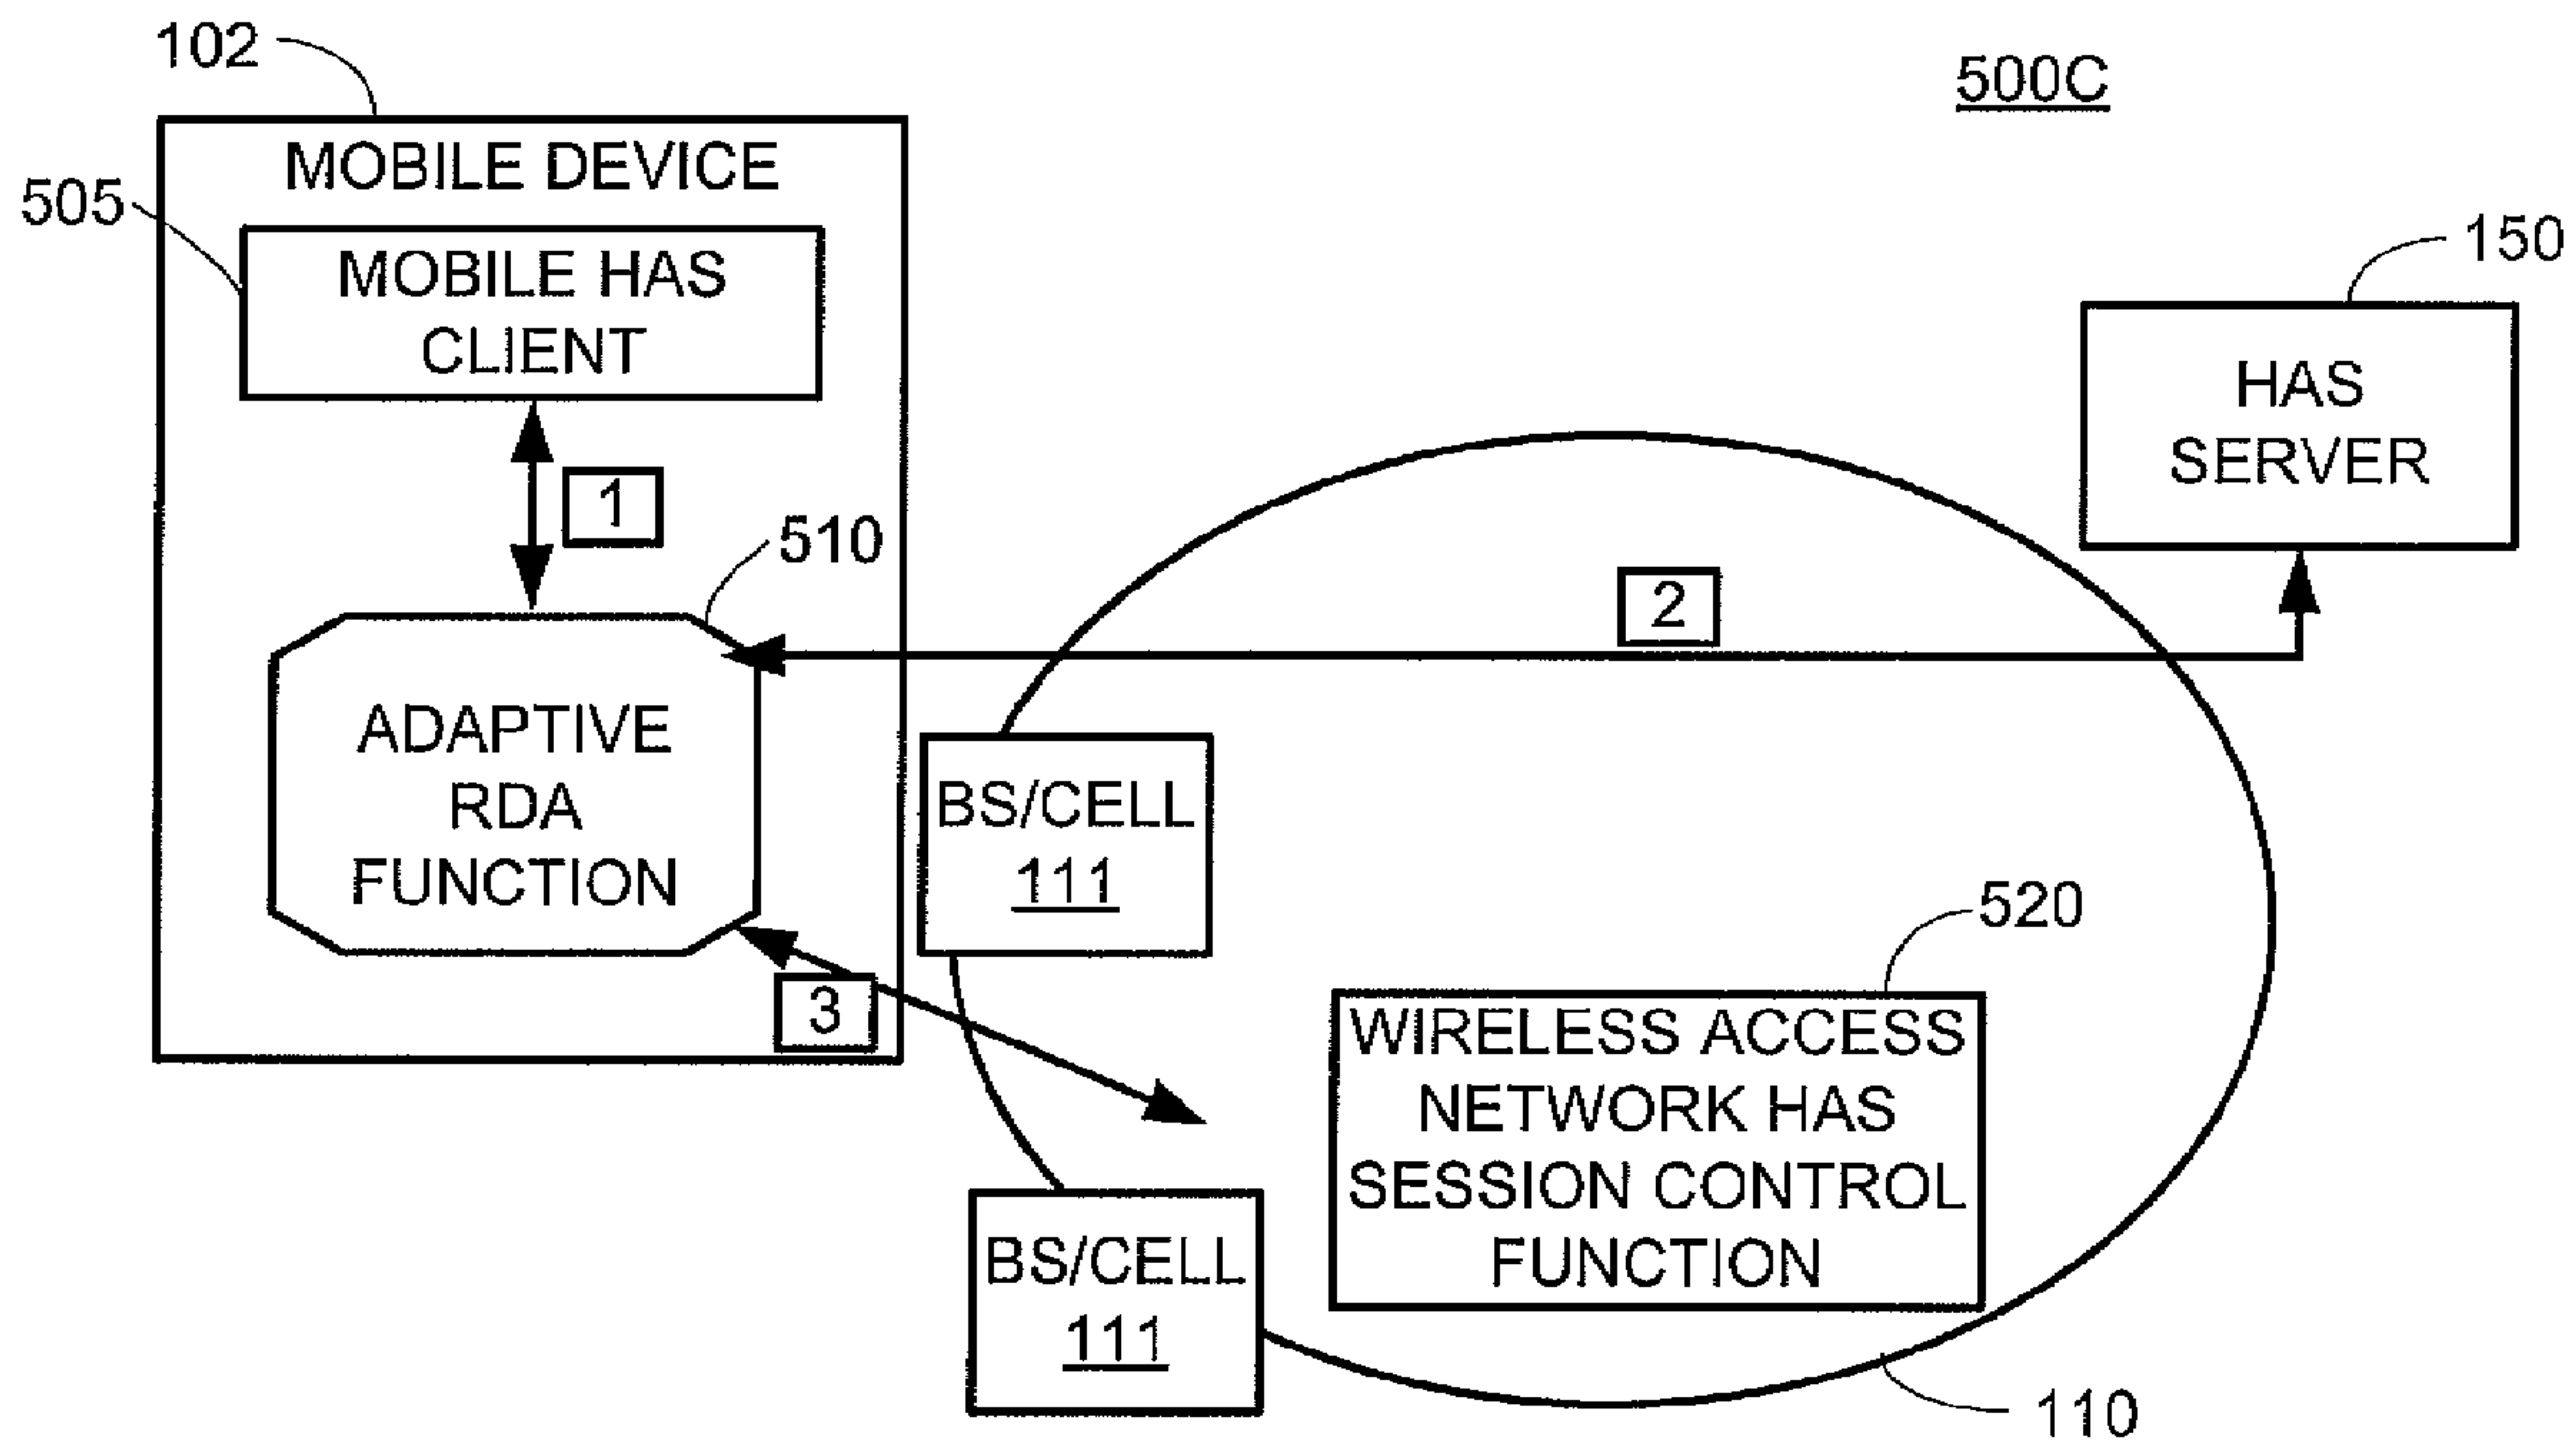 102
500C
MOBILE DEVICE
505
MOBILE HAS
CLIENT
150
HAS
SERVER
1
510
2
ADAPTIVE
RDA
FUNCTION
BS/CELL
111
520
3
WIRELESS ACCESS
NETWORK HAS
SESSION CONTROL
FUNCTION
BS/CELL
111
110